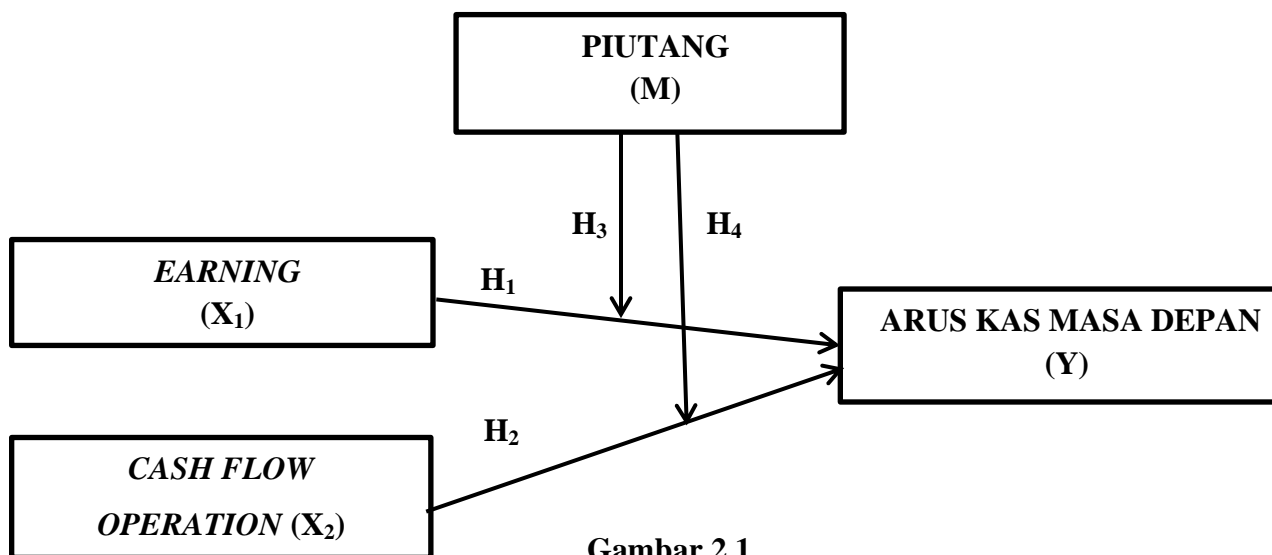 PIUTANG
(M)
H₃
H₄
EARNING
(X₁)
H₁
ARUS KAS MASA DEPAN
(Y)
H₂
CASH FLOW
OPERATION (X₂)
Gambar 2.1